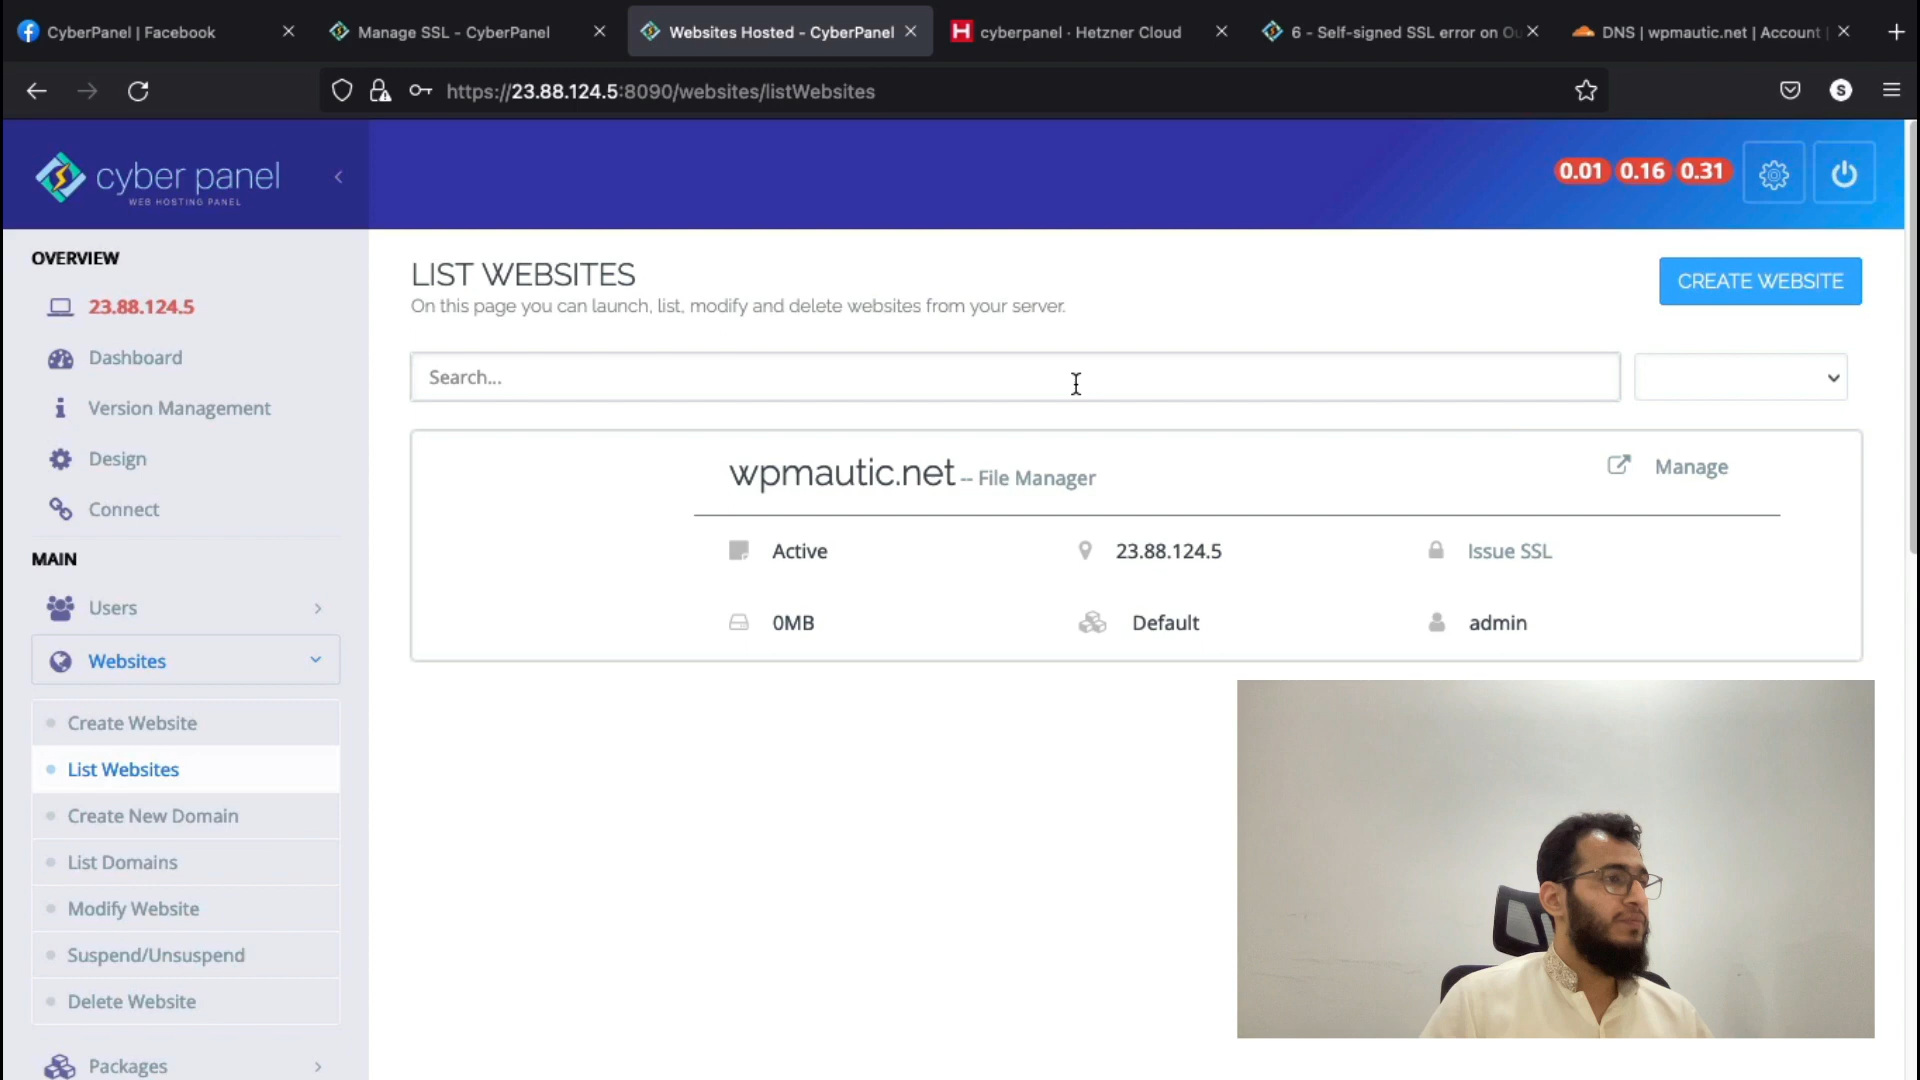 CyberPanel | Facebook
Manage SSL - CyberPanel
Websites Hosted - CyberPanel
H cyberpanel · Hetzner Cloud
6 - Self-signed SSL error on Ou
DNS | wpmautic.net | Account |
https://23.88.124.5:8090/websites/listWebsites
S
cyber panel
WEB HOSTING PANEL
0.01 0.16 0.31
OVERVIEW
23.88.124.5
Dashboard
Version Management
Design
Connect
MAIN
Users
Websites
Create Website
List Websites
Create New Domain
List Domains
Modify Website
Suspend/Unsuspend
Delete Website
Packages
LIST WEBSITES
On this page you can launch, list, modify and delete websites from your server.
CREATE WEBSITE
Search...
wpmautic.net -- File Manager
Manage
Active
23.88.124.5
Issue SSL
0MB
Default
admin